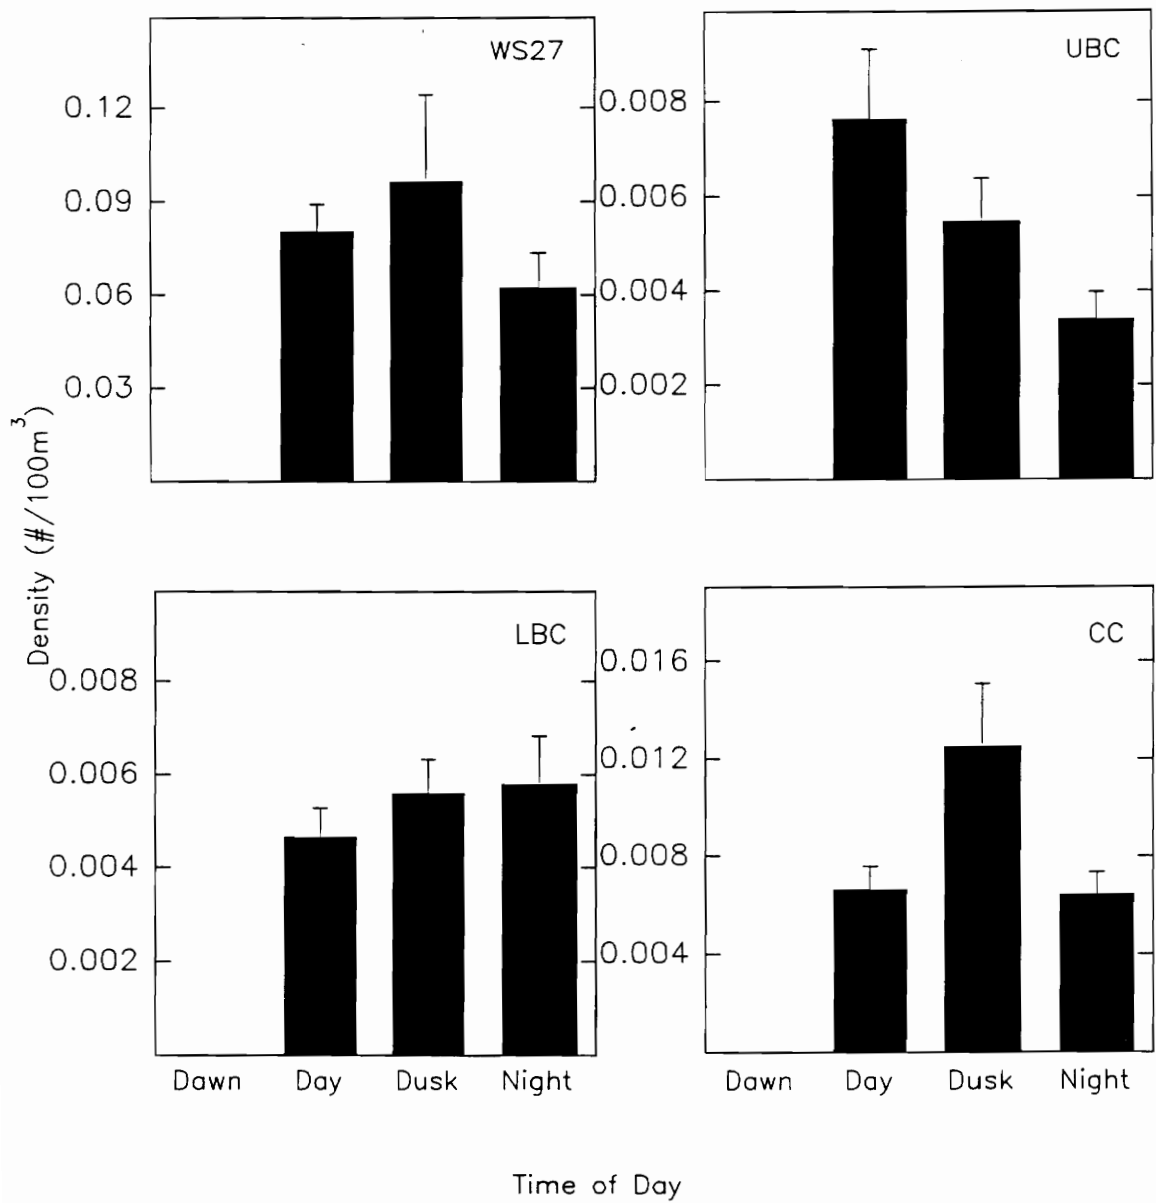 WS27
0.12
0.09
0.06
0.03
UBC
0.008
0.006
0.004
0.002
Density (#/100m³)
LBC
0.008
0.006
0.004
0.002
Dawn Day Dusk Night
CC
0.016
0.012
0.008
0.004
Dawn Day Dusk Night
Time of Day